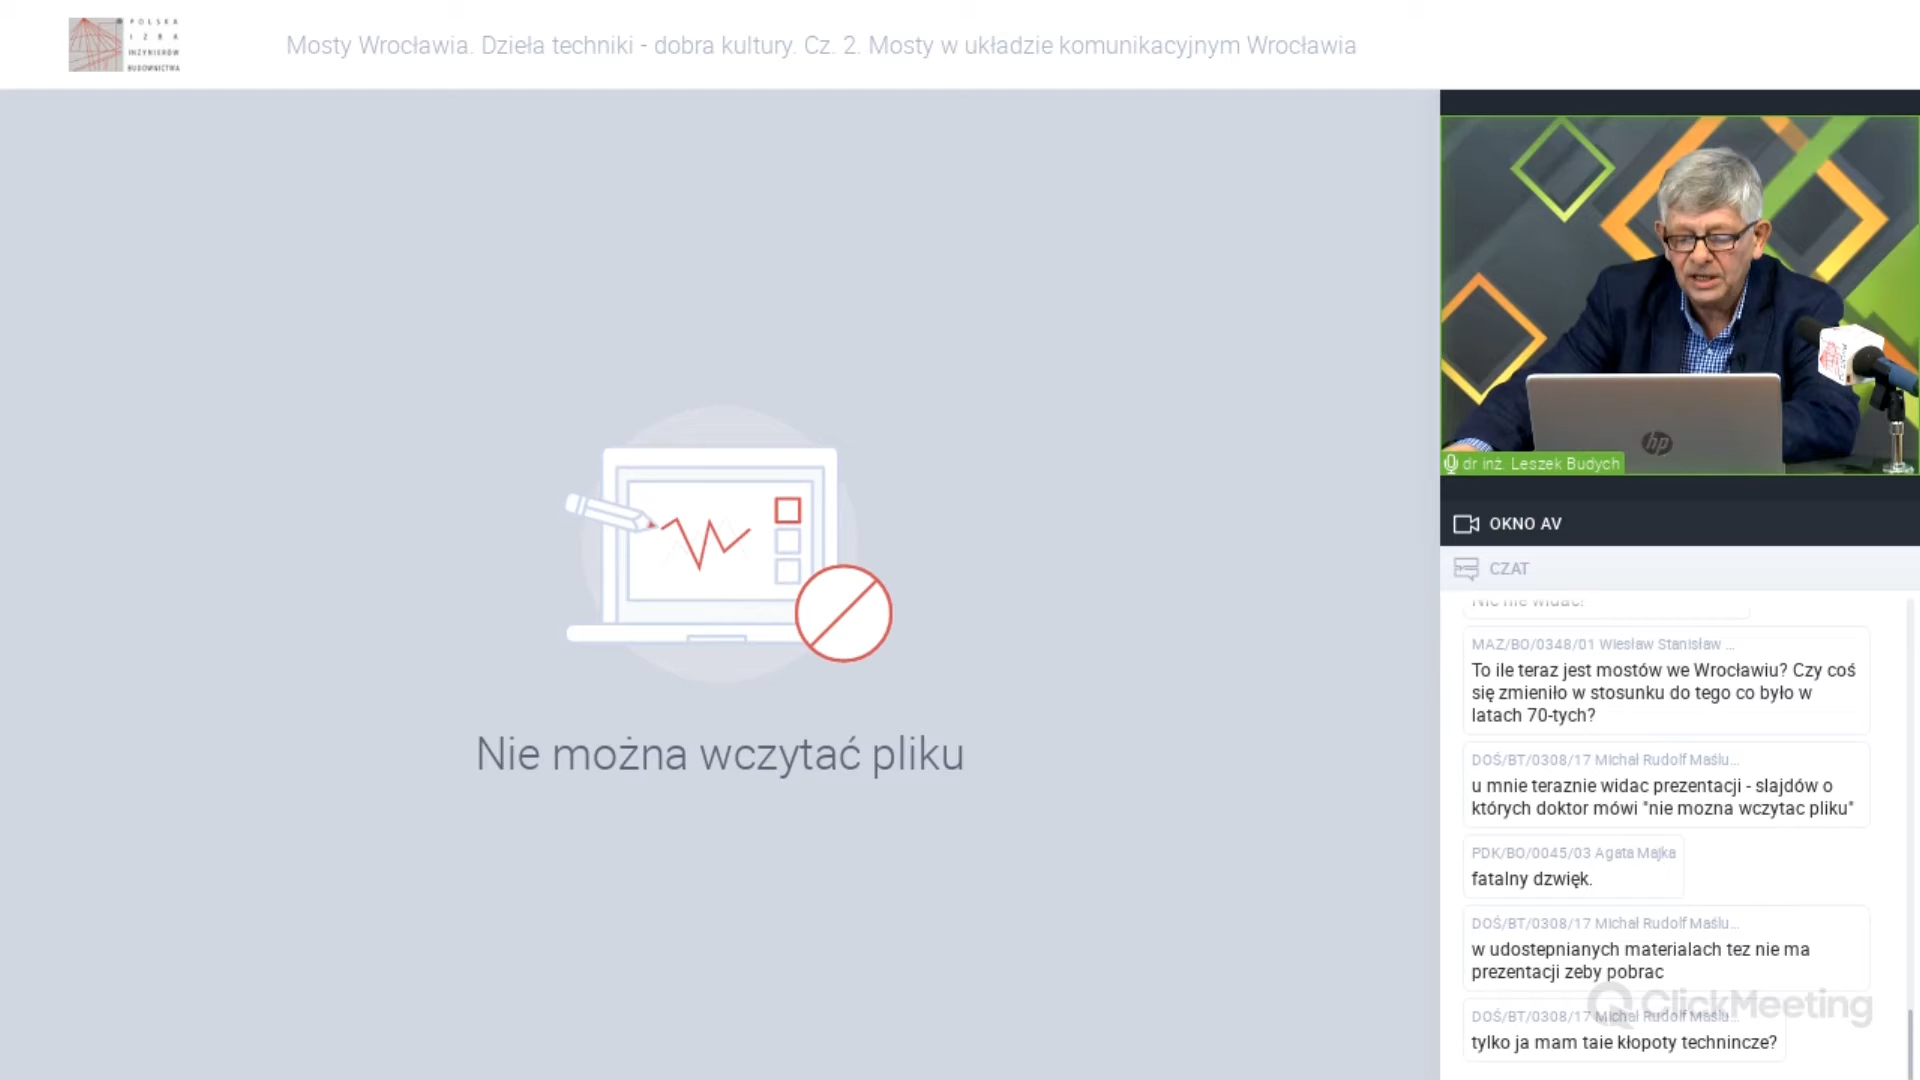 POLSKA
IZBA
INŻYNIERÓW
BUDOWNICTWA
Mosty Wrocławia. Dzieła techniki - dobra kultury. Cz. 2. Mosty w układzie komunikacyjnym Wrocławia
hp
dr inż. Leszek Budych
OKNO AV
CZAT
Nic nie widać!
MAZ/BO/0348/01 Wiesław Stanisław ...
To ile teraz jest mostów we Wrocławiu? Czy coś
się zmieniło w stosunku do tego co było w
latach 70-tych?
DOŚ/BT/0308/17 Michał Rudolf Maślu...
u mnie teraznie widac prezentacji - slajdów o
których doktor mówi "nie mozna wczytac pliku"
PDK/BO/0045/03 Agata Majka
fatalny dzwięk.
DOŚ/BT/0308/17 Michał Rudolf Maślu...
w udostepnianych materialach tez nie ma
prezentacji zeby pobrac
DOŚ/BT/0308/17 Michał Rudolf Maślu...
tylko ja mam taie kłopoty technincze?
ClickMeeting
Nie można wczytać pliku